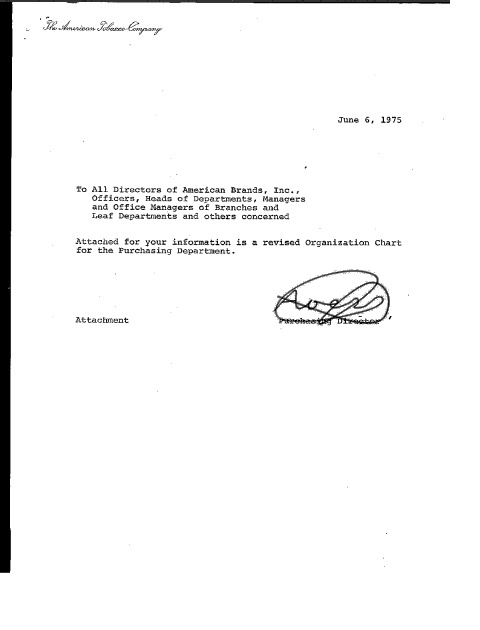 The American Tobacco Company
June 6, 1975
To All Directors of American Brands, Inc.,
Officers, Heads of Departments, Managers
and Office Managers of Branches and
Leaf Departments and others concerned
Attached for your information is a revised Organization Chart
for the Purchasing Department.
Attachment
Purchasing Director